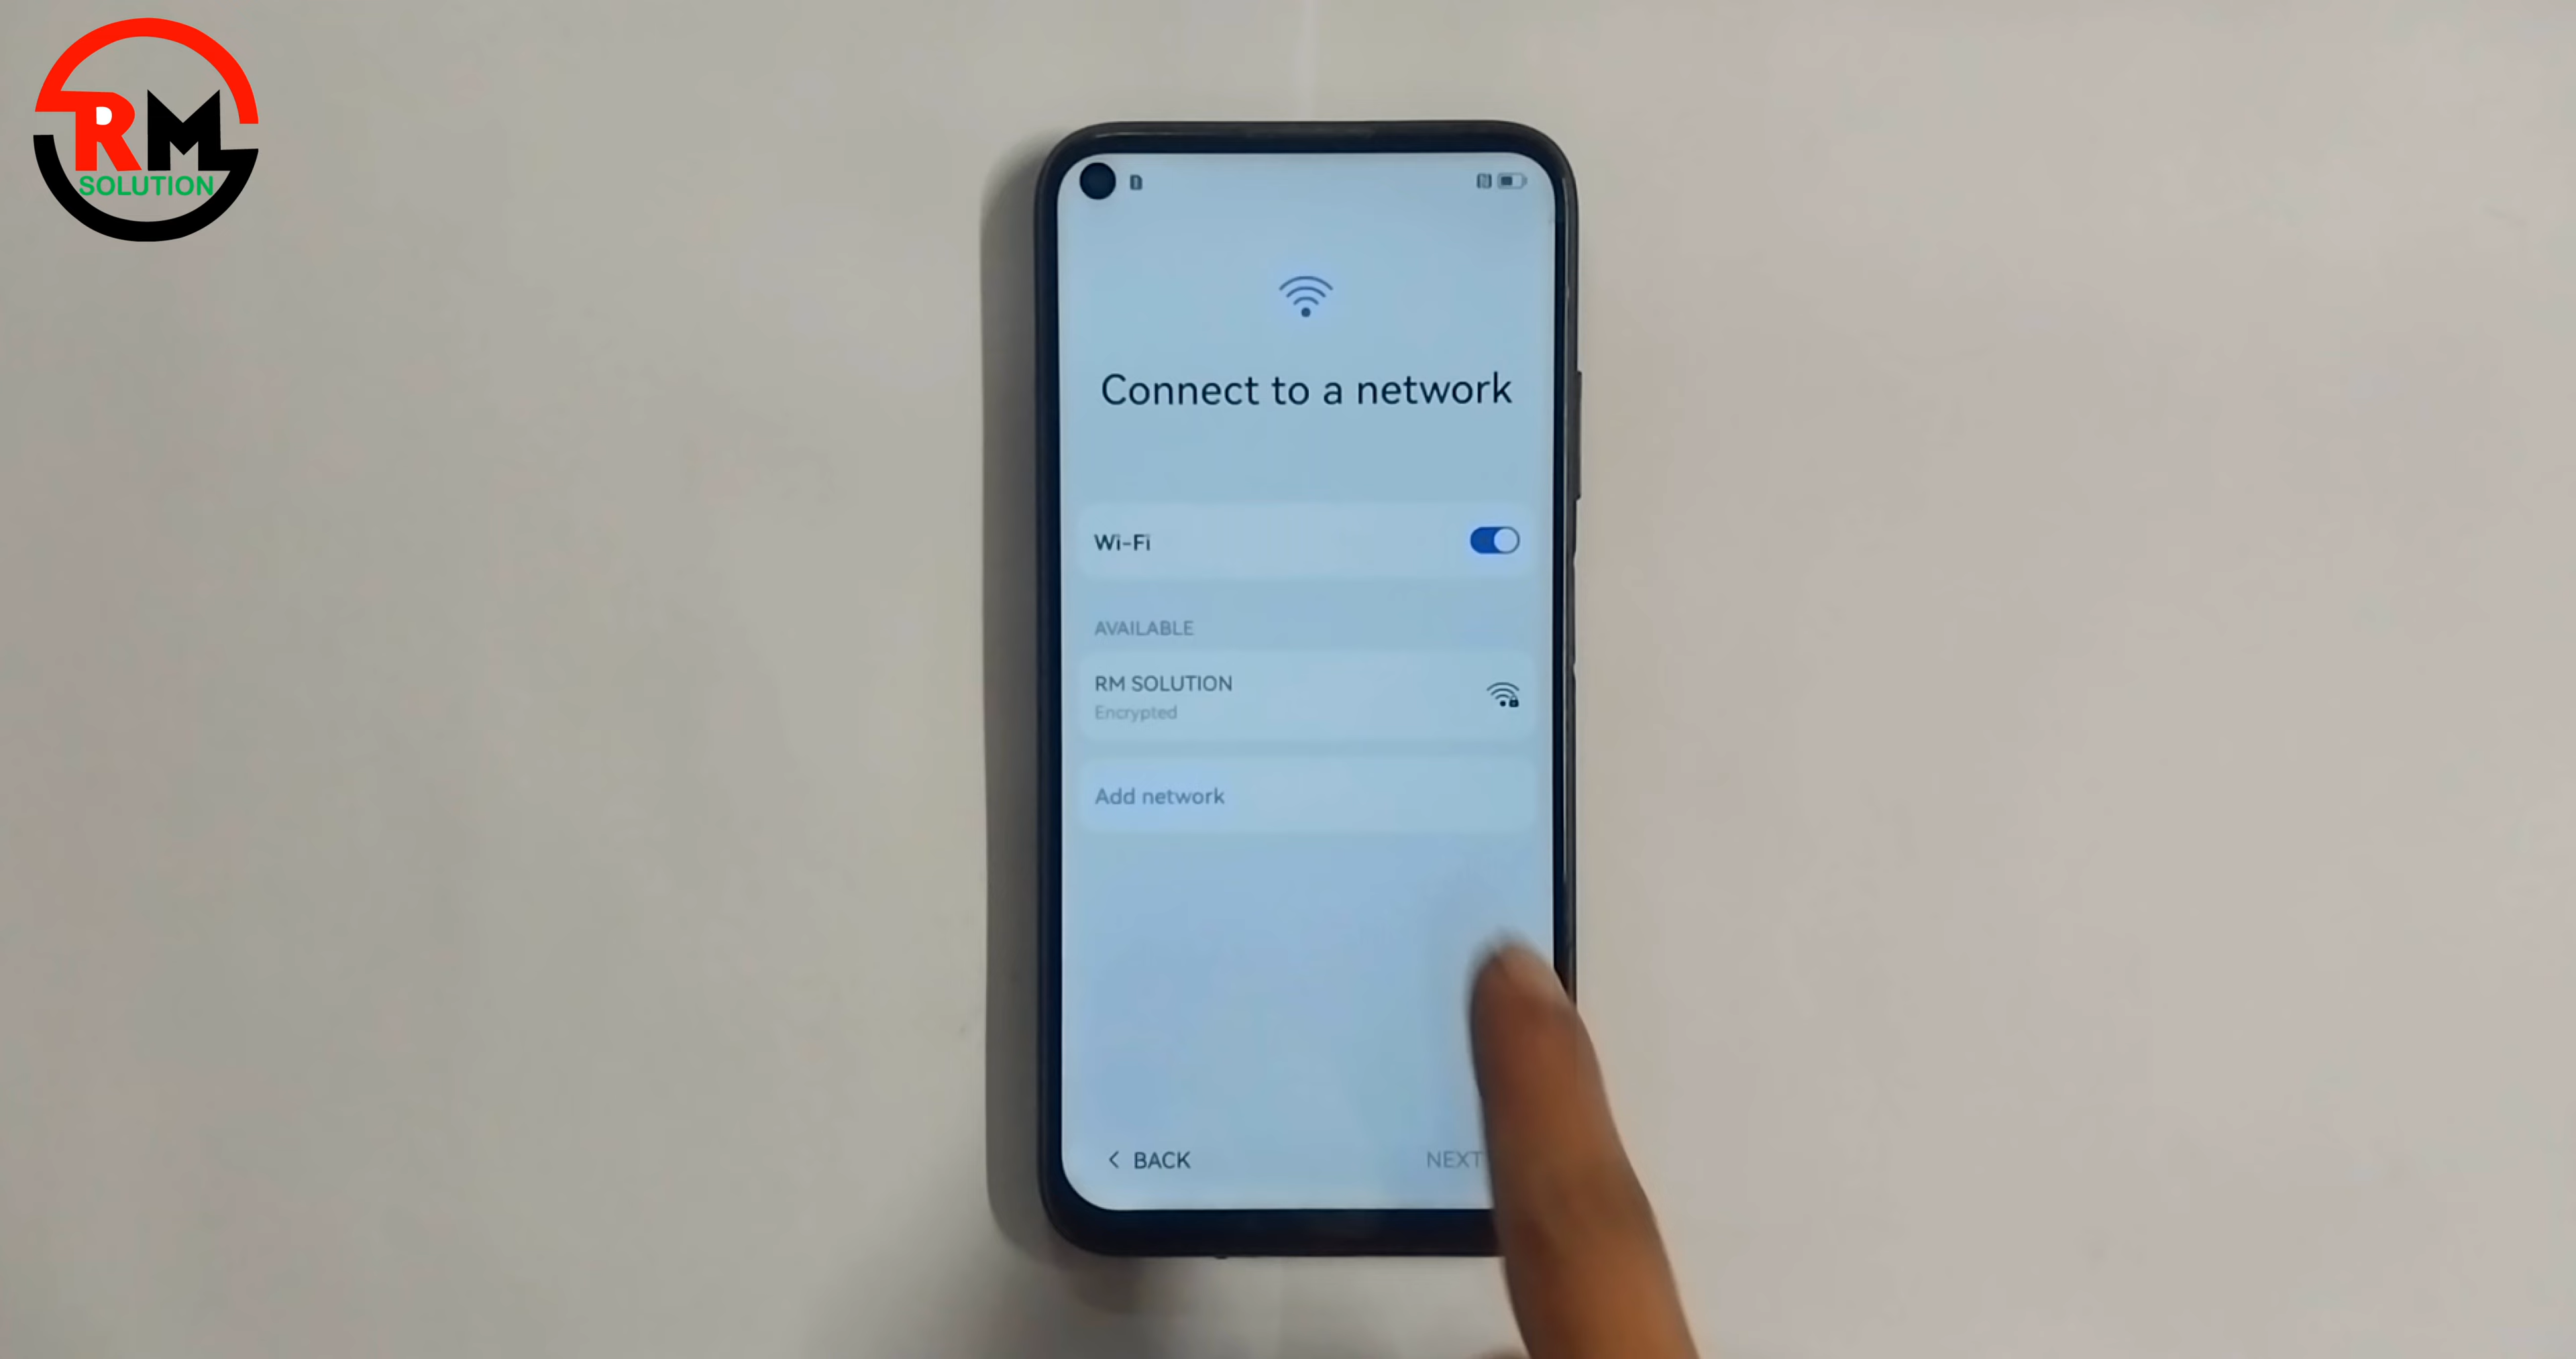 RM
SOLUTION
Connect to a network
Wi-Fi
AVAILABLE
RM SOLUTION
Encrypted
Add network
< BACK
NEXT